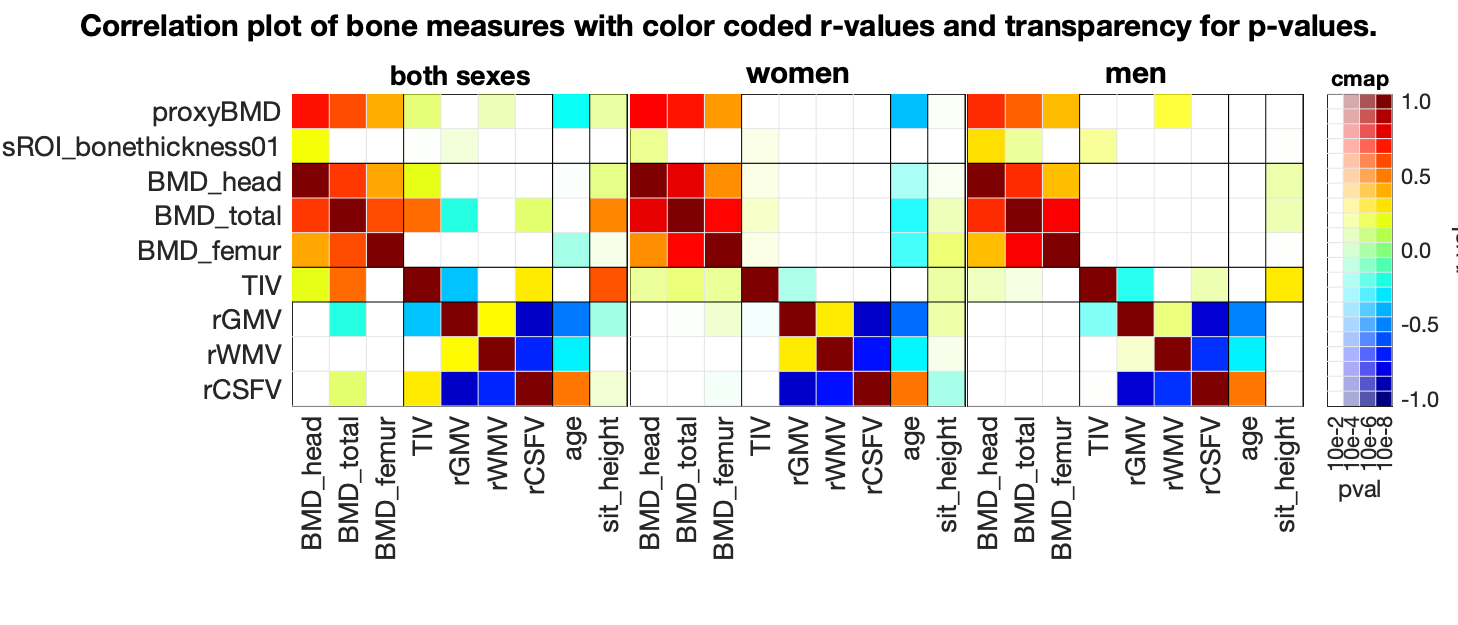 Correlation plot of bone measures with color coded r-values and transparency for p-values.
both sexes
women
men
cmap
proxyBMD
sROI_bonethickness01
BMD_head
BMD_total
BMD_femur
TIV
rGMV
rWMV
rCSFV
BMD_head
BMD_total
BMD_femur
TIV
rGMV
rWMV
rCSFV
age
sit_height
BMD_head
BMD_total
BMD_femur
TIV
rGMV
rWMV
rCSFV
age
sit_height
BMD_head
BMD_total
BMD_femur
TIV
rGMV
rWMV
rCSFV
age
sit_height
1.0
0.5
0.0
-0.5
-1.0
10e-2
10e-4
10e-6
10e-8
pval